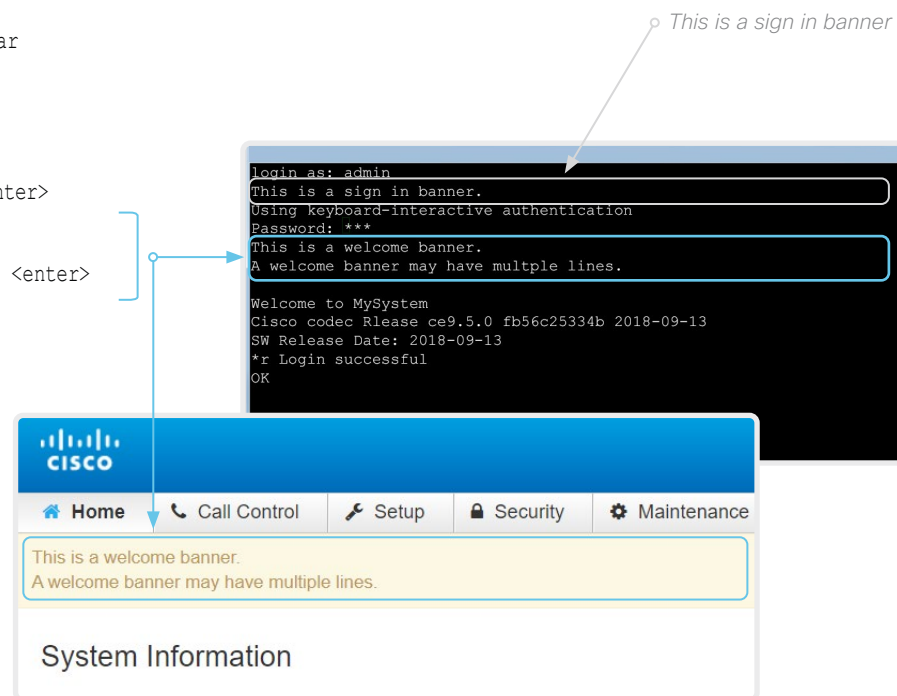 This is a sign in banner
ar
nter>
<enter>
login as: admin
This is a sign in banner.
Using keyboard-interactive authentication
Password: ***
This is a welcome banner.
A welcome banner may have multple lines.
Welcome to MySystem
Cisco codec Rlease ce9.5.0 fb56c25334b 2018-09-13
SW Release Date: 2018-09-13
*r Login successful
OK
CISCO
Home Call Control Setup Security Maintenance
This is a welcome banner.
A welcome banner may have multiple lines.
System Information